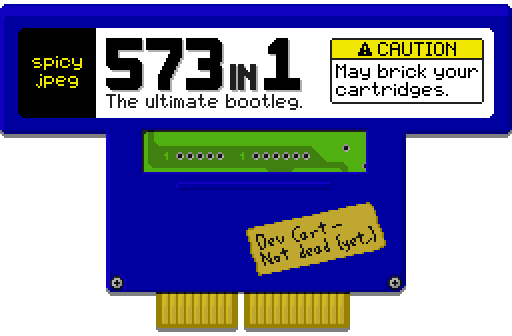 spicy
jpeg
573IN1
The ultimate bootleg.
⚠ CAUTION
May brick your
cartridges.
1
1
Dev Cart -
Not dead (yet.)